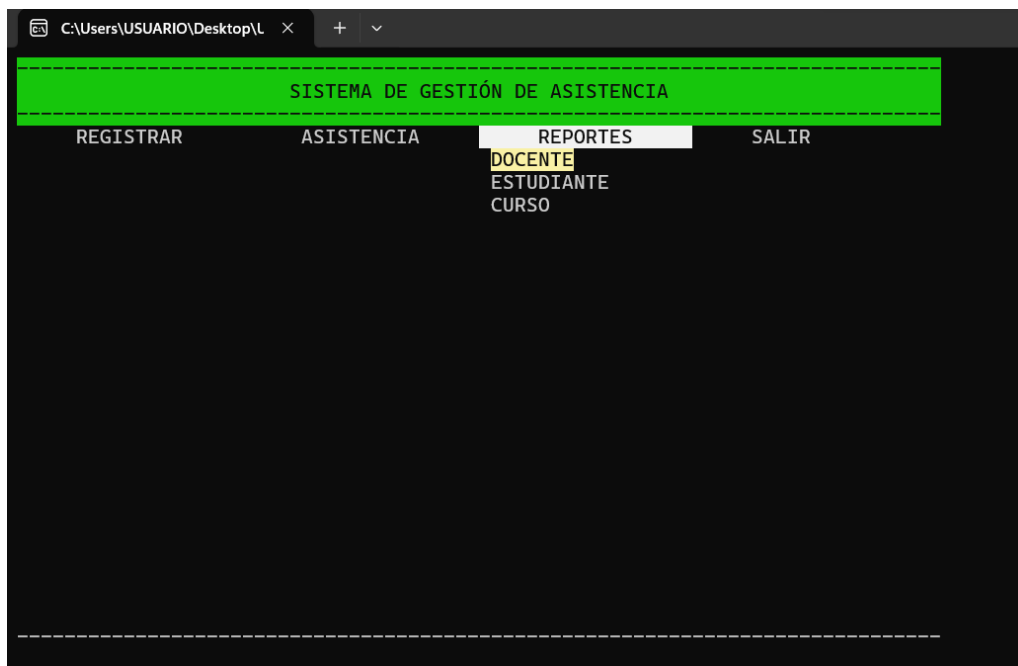 C:\Users\USUARIO\Desktop\L
SISTEMA DE GESTIÓN DE ASISTENCIA
REGISTRAR ASISTENCIA REPORTES SALIR
DOCENTE
ESTUDIANTE
CURSO